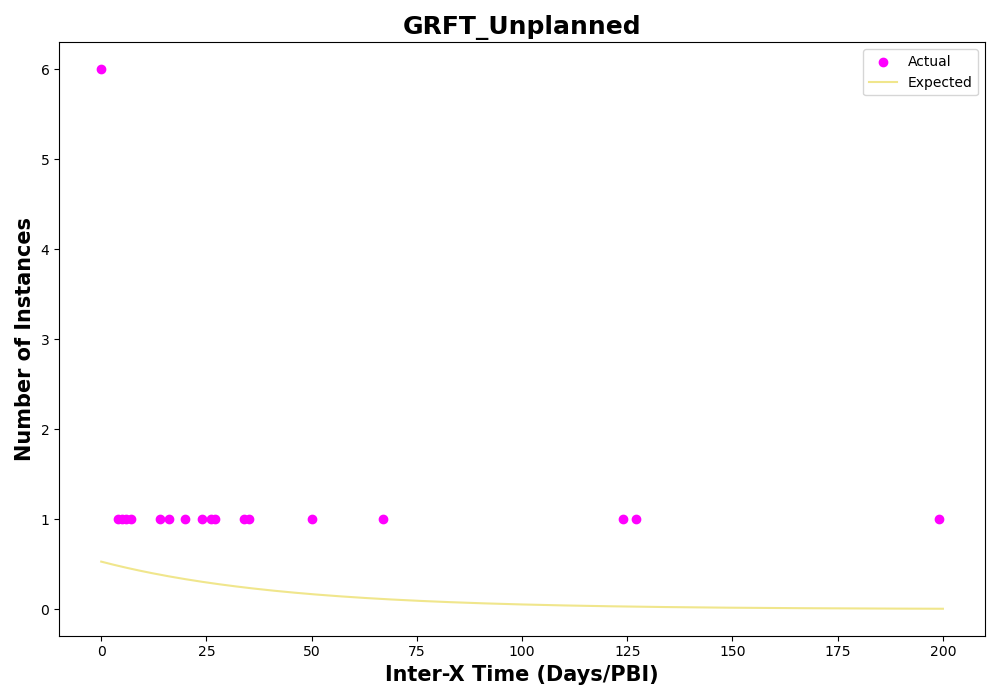 GRFT_Unplanned
Actual
Expected
6
5
4
3
2
1
0
Number of Instances
0 25 50 75 100 125 150 175 200
Inter-X Time (Days/PBI)